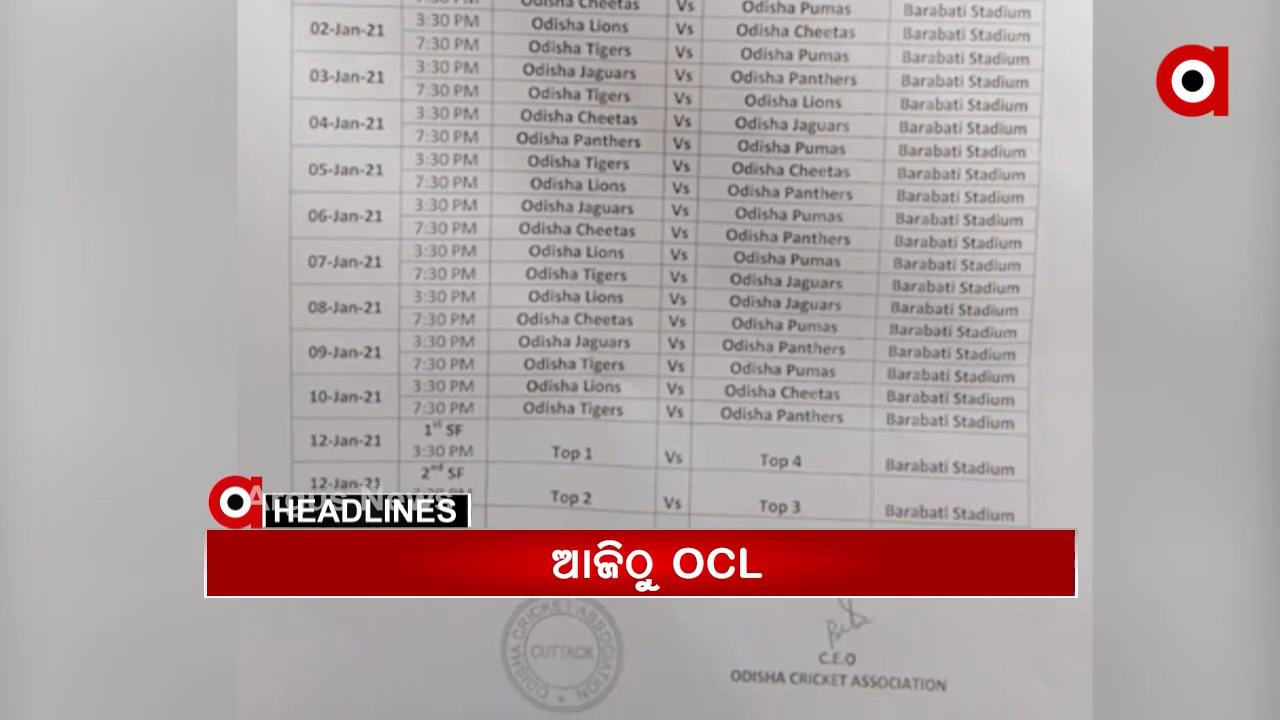 Odisha Cheetas Vs Odisha Pumas Barabati Stadium
02-Jan-21 3:30 PM Odisha Lions Vs Odisha Cheetas Barabati Stadium
7:30 PM Odisha Tigers Vs Odisha Pumas Barabati Stadium
03-Jan-21 3:30 PM Odisha Jaguars Vs Odisha Panthers Barabati Stadium
7:30 PM Odisha Tigers Vs Odisha Lions Barabati Stadium
04-Jan-21 3:30 PM Odisha Cheetas Vs Odisha Jaguars Barabati Stadium
7:30 PM Odisha Panthers Vs Odisha Pumas Barabati Stadium
05-Jan-21 3:30 PM Odisha Tigers Vs Odisha Cheetas Barabati Stadium
7:30 PM Odisha Lions Vs Odisha Panthers Barabati Stadium
06-Jan-21 3:30 PM Odisha Jaguars Vs Odisha Pumas Barabati Stadium
7:30 PM Odisha Cheetas Vs Odisha Panthers Barabati Stadium
07-Jan-21 3:30 PM Odisha Lions Vs Odisha Pumas Barabati Stadium
7:30 PM Odisha Tigers Vs Odisha Jaguars Barabati Stadium
08-Jan-21 3:30 PM Odisha Lions Vs Odisha Jaguars Barabati Stadium
7:30 PM Odisha Cheetas Vs Odisha Pumas Barabati Stadium
09-Jan-21 3:30 PM Odisha Jaguars Vs Odisha Panthers Barabati Stadium
7:30 PM Odisha Tigers Vs Odisha Pumas Barabati Stadium
10-Jan-21 3:30 PM Odisha Lions Vs Odisha Cheetas Barabati Stadium
7:30 PM Odisha Tigers Vs Odisha Panthers Barabati Stadium
12-Jan-21 1st SF 3:30 PM Top 1 Vs Top 4 Barabati Stadium
12-Jan-21 2nd SF Top 2 Vs Top 3 Barabati Stadium
Argus News
HEADLINES
ଆଜିଠୁ OCL
ODISHA CRICKET ASSOCIATION
CUTTACK
C.E.O
ODISHA CRICKET ASSOCIATION